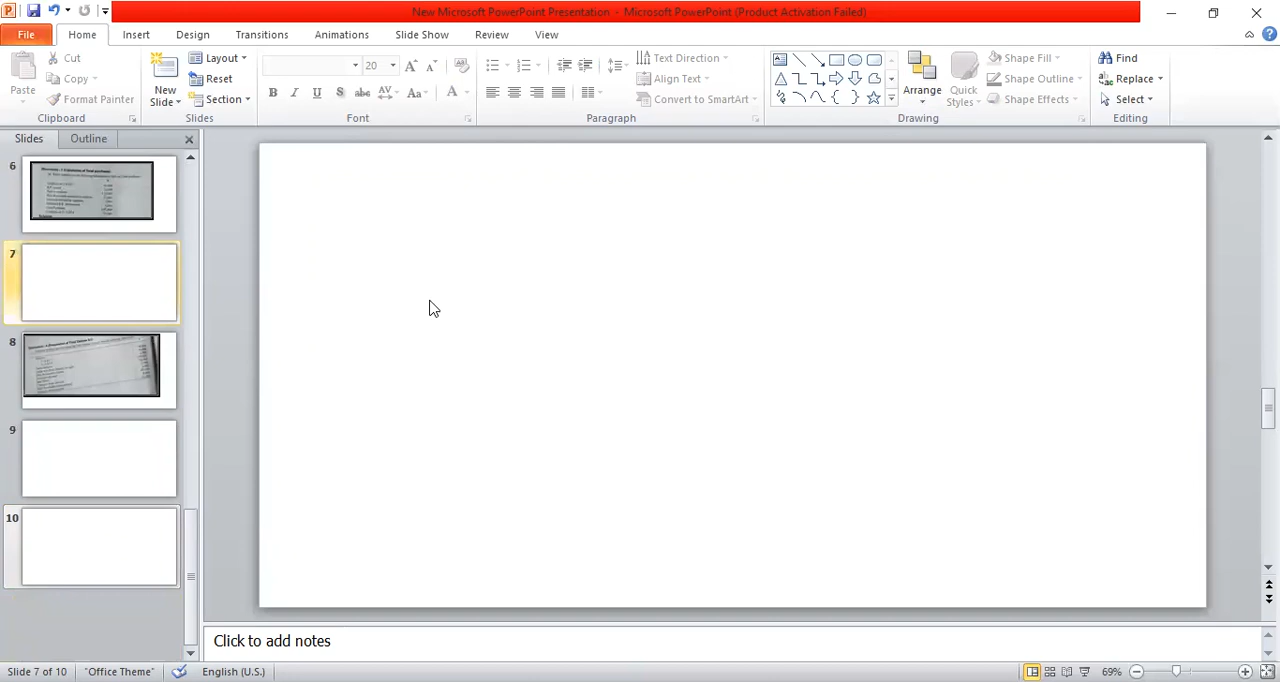 New Microsoft PowerPoint Presentation - Microsoft PowerPoint (Product Activation Failed)
File Home Insert Design Transitions Animations Slide Show Review View
Paste
Cut
Copy
Format Painter
Clipboard
New Slide
Layout
Reset
Section
Slides
20
B I U S abc AV Aa A
Font
Text Direction
Align Text
Convert to SmartArt
Paragraph
Arrange
Quick Styles
Shape Fill
Shape Outline
Shape Effects
Drawing
Find
Replace
Select
Editing
Slides Outline
6
7
8
9
10
Click to add notes
Slide 7 of 10 "Office Theme" English (U.S.) 69%